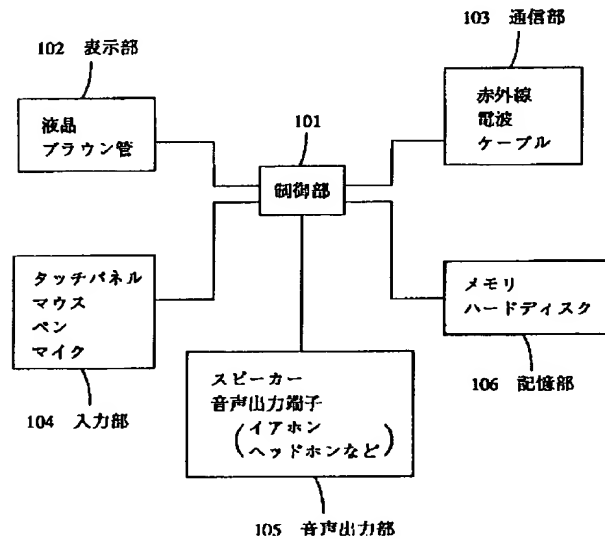 103 通信部
102 表示部
赤外線
電波
ケーブル
液晶
ブラウン管
101
制御部
タッチパネル
マウス
ペン
マイク
メモリ
ハードディスク
スピーカー
音声出力端子
(イアホン
ヘッドホンなど)
106 記憶部
104 入力部
105 音声出力部